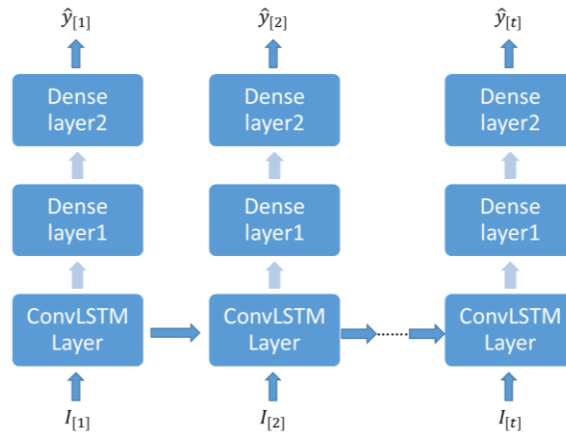 ŷ[1] ŷ[2] ŷ[t]
Dense layer2
Dense layer2
Dense layer2
Dense layer1
Dense layer1
Dense layer1
ConvLSTM Layer
ConvLSTM Layer
........
ConvLSTM Layer
I[1] I[2] I[t]